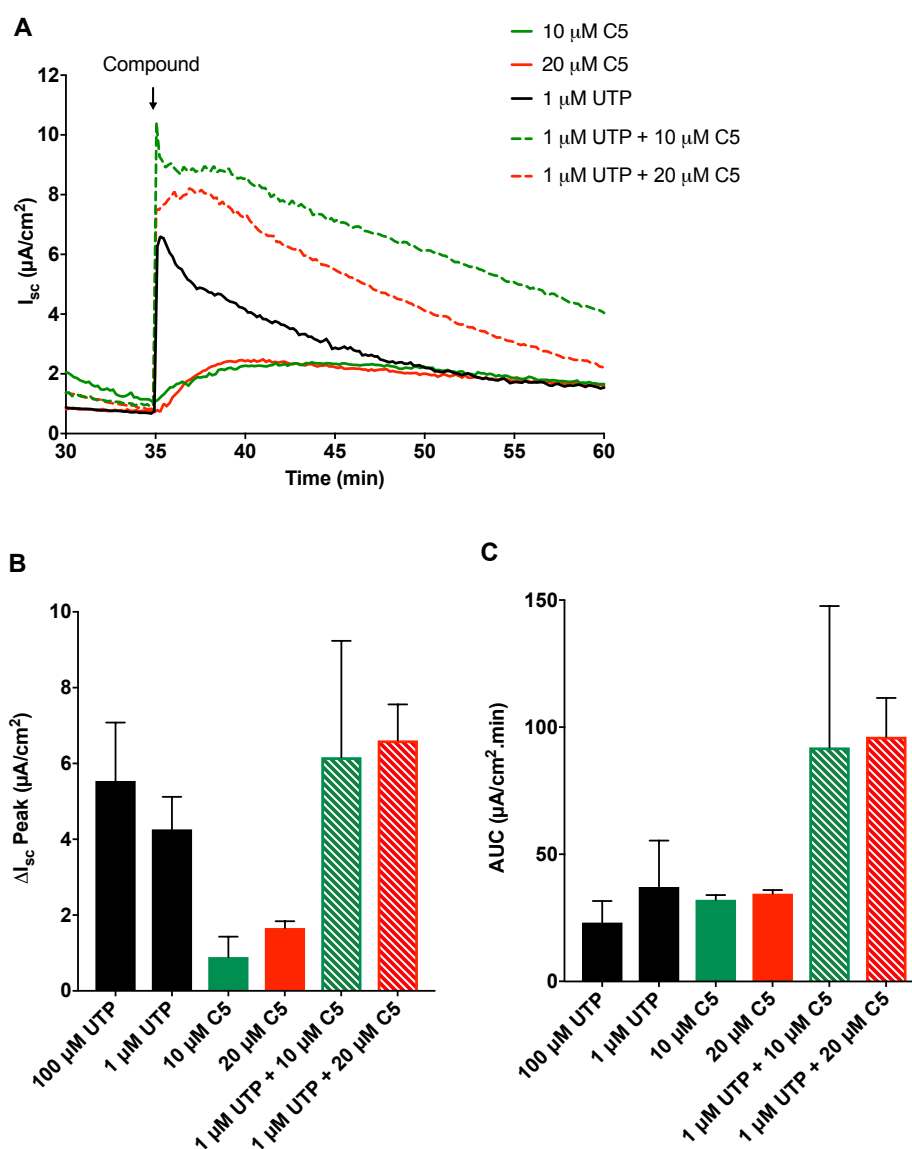 A
10 μM C5
20 μM C5
1 μM UTP
1 μM UTP + 10 μM C5
1 μM UTP + 20 μM C5
Compound
12
10
8
6
4
2
0
Isc (μA/cm2)
30 35 40 45 50 55 60
Time (min)
B
10
8
6
4
2
0
ΔIsc Peak (μA/cm2)
100 μM UTP
1 μM UTP
10 μM C5
20 μM C5
1 μM UTP + 10 μM C5
1 μM UTP + 20 μM C5
C
150
100
50
0
AUC (μA/cm2.min)
100 μM UTP
1 μM UTP
10 μM C5
20 μM C5
1 μM UTP + 10 μM C5
1 μM UTP + 20 μM C5